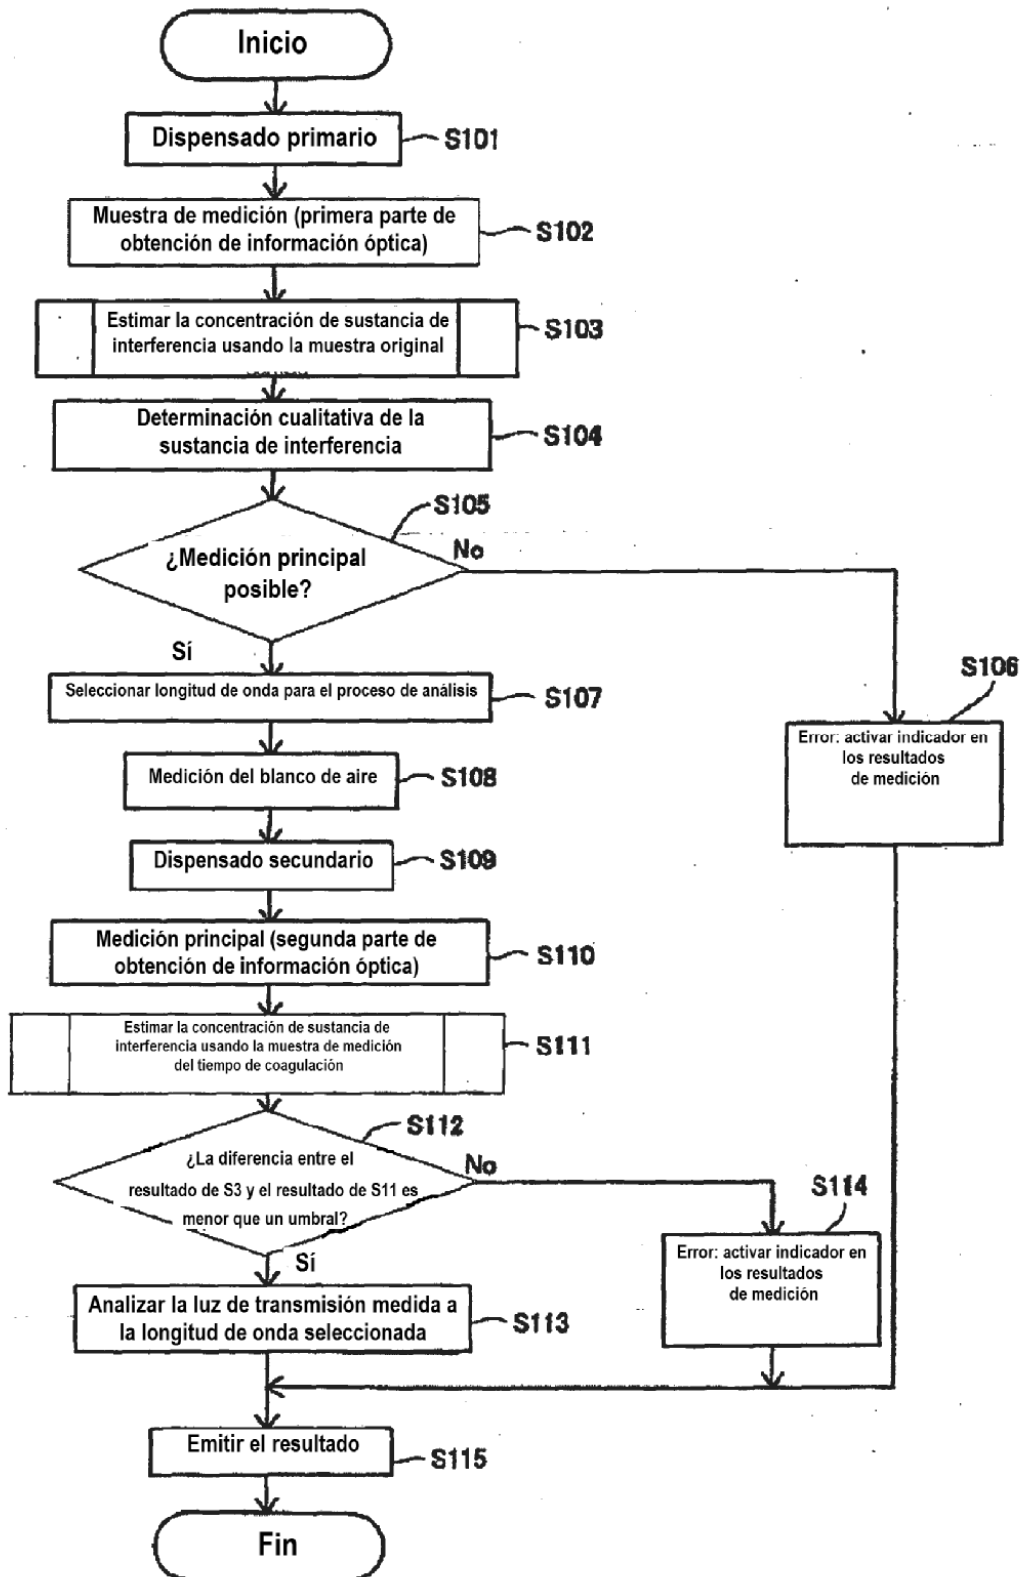 Inicio
Dispensado primario
S101
Muestra de medición (primera parte de
obtención de información óptica)
S102
Estimar la concentración de sustancia de
interferencia usando la muestra original
S103
Determinación cualitativa de la
sustancia de interferencia
S104
S105
¿Medición principal
posible?
No
Sí
S106
Error: activar indicador en
los resultados
de medición
Seleccionar longitud de onda para el proceso de análisis
S107
Medición del blanco de aire
S108
Dispensado secundario
S109
Medición principal (segunda parte de
obtención de información óptica)
S110
Estimar la concentración de sustancia de
interferencia usando la muestra de medición
del tiempo de coagulación
S111
S112
¿La diferencia entre el
resultado de S3 y el resultado de S11 es
menor que un umbral?
No
Sí
S114
Error: activar indicador en
los resultados
de medición
Analizar la luz de transmisión medida a
la longitud de onda seleccionada
S113
Emitir el resultado
S115
Fin